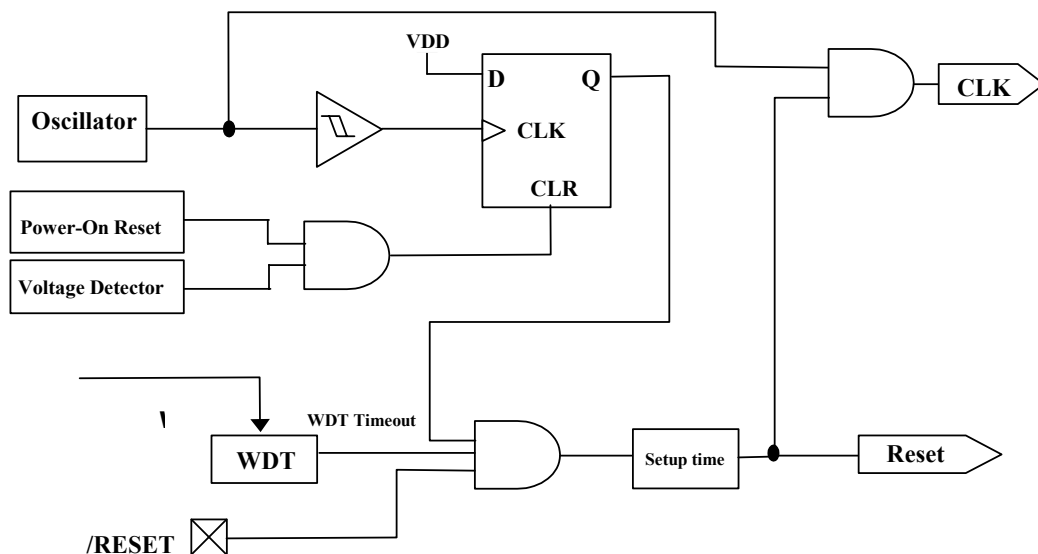 VDD
D Q
CLK
Oscillator
CLK
CLR
Power-On Reset
Voltage Detector
WDT Timeout
WDT
Setup time
Reset
/RESET